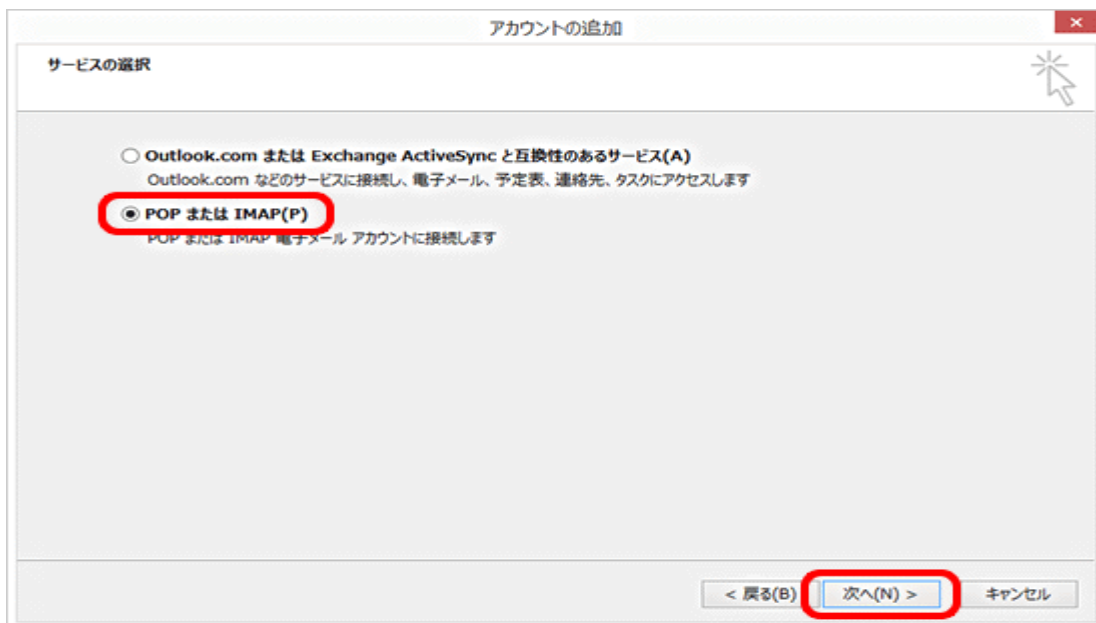 アカウントの追加
サービスの選択
Outlook.com または Exchange ActiveSync と互換性のあるサービス(A)
Outlook.com などのサービスに接続し、電子メール、予定表、連絡先、タスクにアクセスします
POP または IMAP(P)
POP または IMAP 電子メール アカウントに接続します
< 戻る(B) 次へ(N) > キャンセル